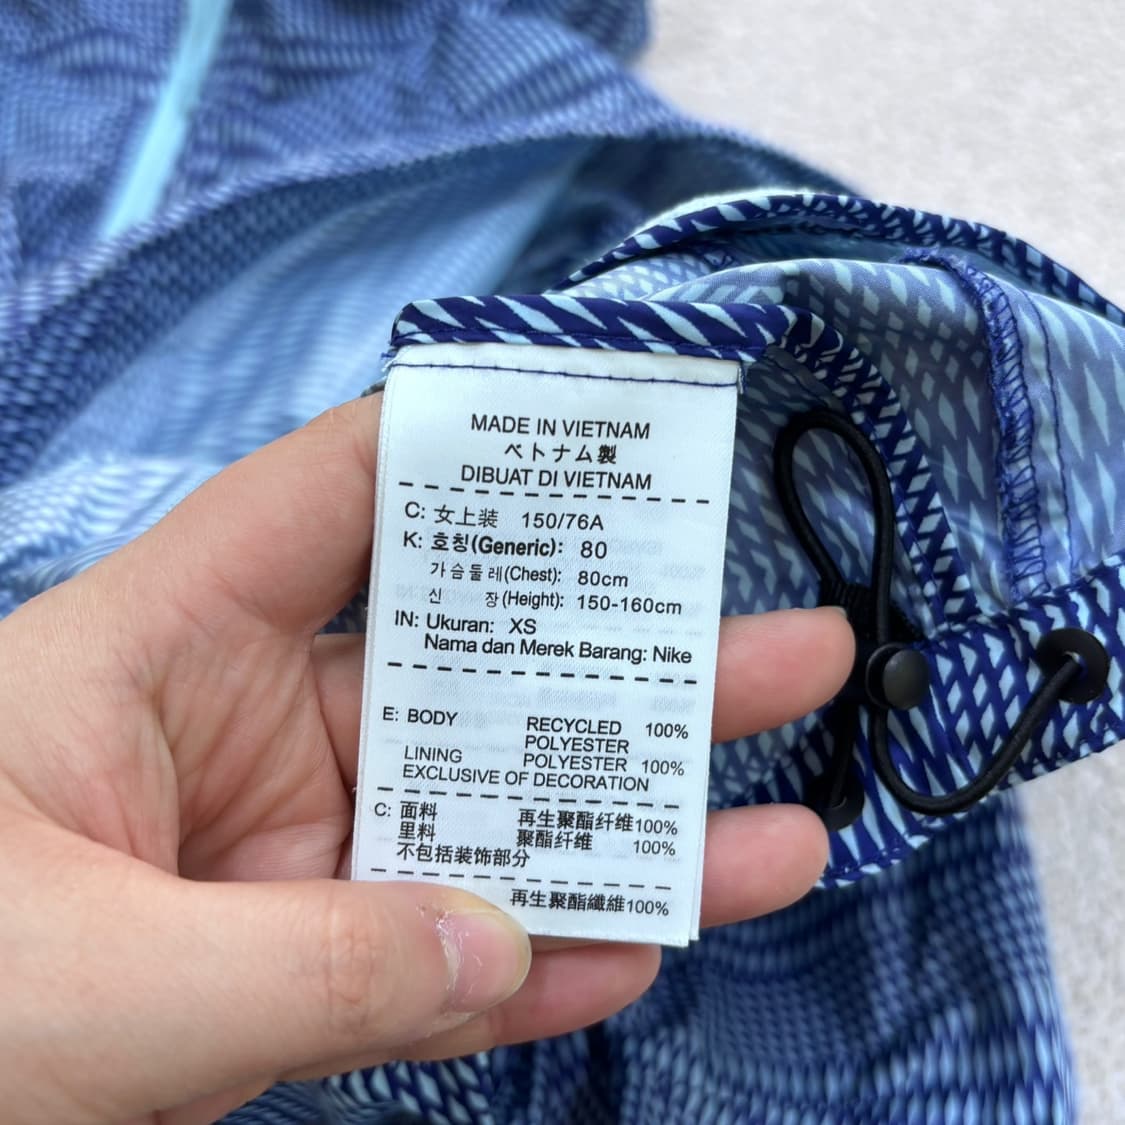 MADE IN VIETNAM
ベトナム製
DIBUAT DI VIETNAM
C: 女上装 150/76A
K: 호칭(Generic): 80
가슴둘레(Chest): 80cm
신 장(Height): 150-160cm
IN: Ukuran: XS
Nama dan Merek Barang: Nike
E: BODY RECYCLED 100%
POLYESTER
LINING POLYESTER 100%
EXCLUSIVE OF DECORATION
C: 面料 再生聚酯纤维100%
里料 聚酯纤维 100%
不包括装饰部分
再生聚酯纖維100%